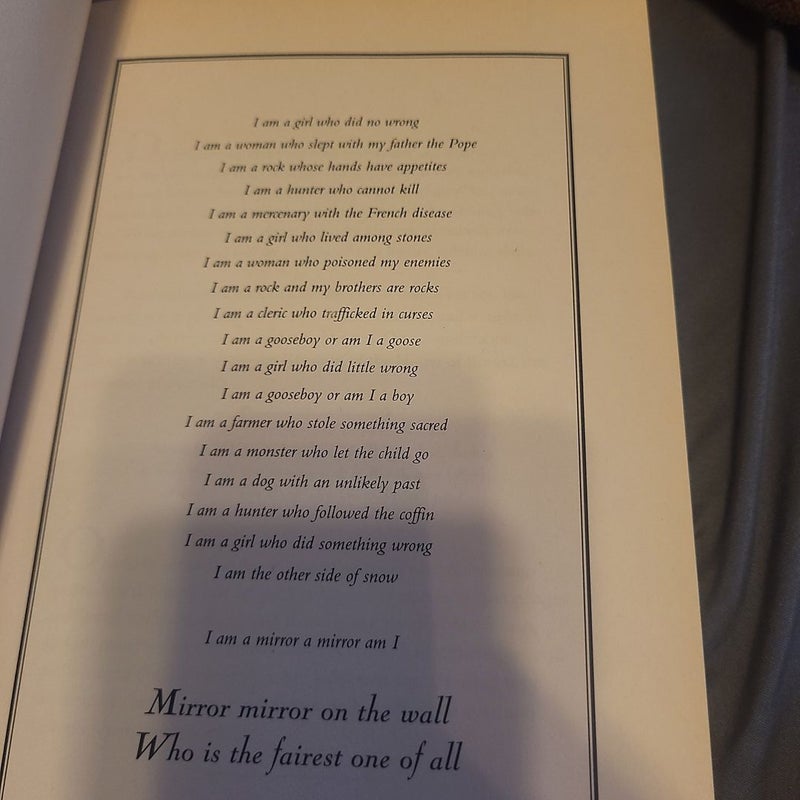 I am a girl who did no wrong
I am a woman who slept with my father the Pope
I am a rock whose hands have appetites
I am a hunter who cannot kill
I am a mercenary with the French disease
I am a girl who lived among stones
I am a woman who poisoned my enemies
I am a rock and my brothers are rocks
I am a cleric who trafficked in curses
I am a gooseboy or am I a goose
I am a girl who did little wrong
I am a gooseboy or am I a boy
I am a farmer who stole something sacred
I am a monster who let the child go
I am a dog with an unlikely past
I am a hunter who followed the coffin
I am a girl who did something wrong
I am the other side of snow
I am a mirror a mirror am I
Mirror mirror on the wall
Who is the fairest one of all